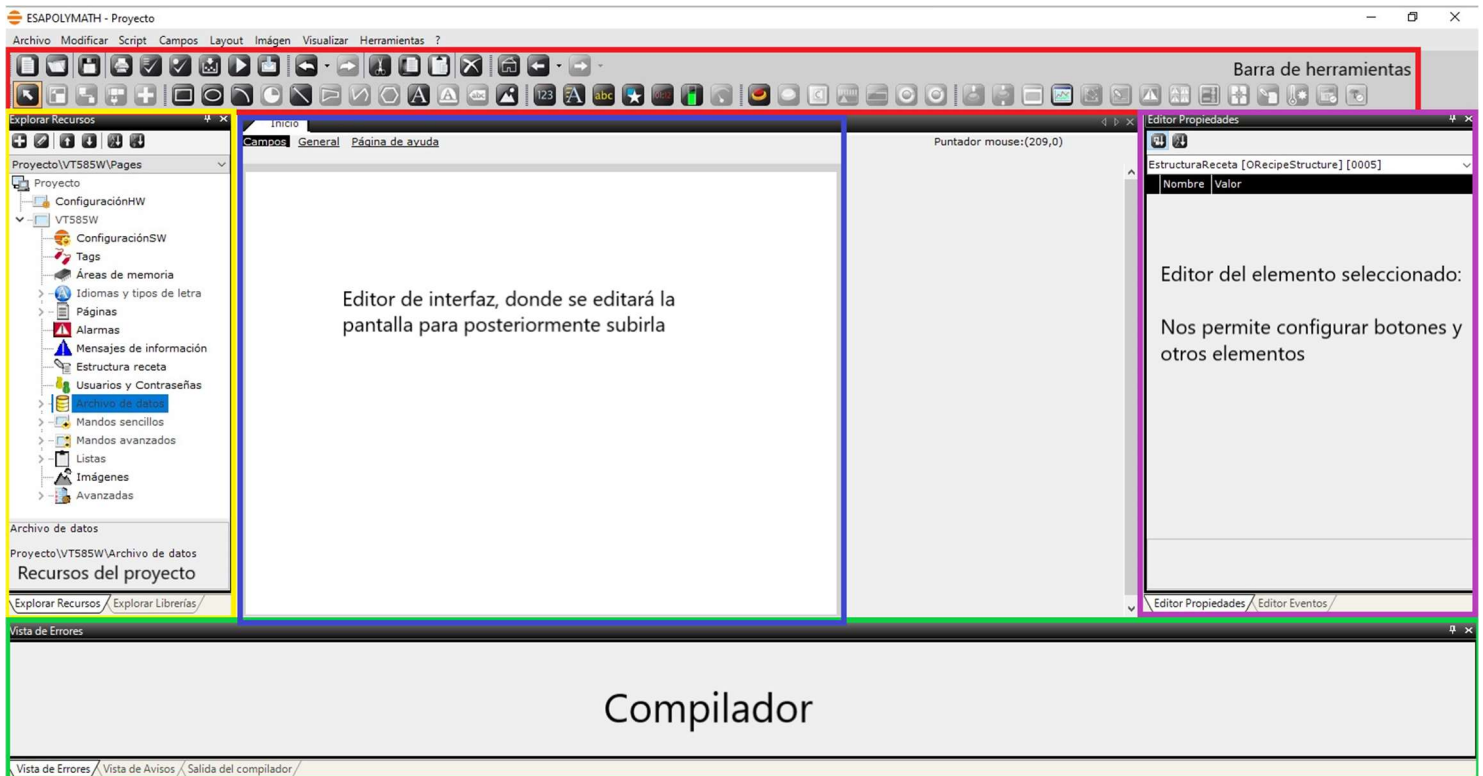 ESAPOLYMATH - Proyecto
Archivo Modificar Script Campos Layout Imágen Visualizar Herramientas ?
Barra de herramientas
123 A abc
Explorar Recursos
Inicio
Editor Propiedades
Campos General Página de ayuda
Puntador mouse:(209,0)
Proyecto\VT585W\Pages
EstructuraReceta [ORecipeStructure] [0005]
Nombre Valor
Proyecto
ConfiguraciónHW
VT585W
ConfiguraciónSW
Tags
Áreas de memoria
Idiomas y tipos de letra
Páginas
Alarmas
Mensajes de información
Estructura receta
Usuarios y Contraseñas
Archivo de datos
Mandos sencillos
Mandos avanzados
Listas
Imágenes
Avanzadas
Editor de interfaz, donde se editará la
pantalla para posteriormente subirla
Editor del elemento seleccionado:
Nos permite configurar botones y
otros elementos
Archivo de datos
Proyecto\VT585W\Archivo de datos
Recursos del proyecto
Explorar Recursos Explorar Librerías
Editor Propiedades Editor Eventos
Vista de Errores
Compilador
Vista de Errores Vista de Avisos Salida del compilador